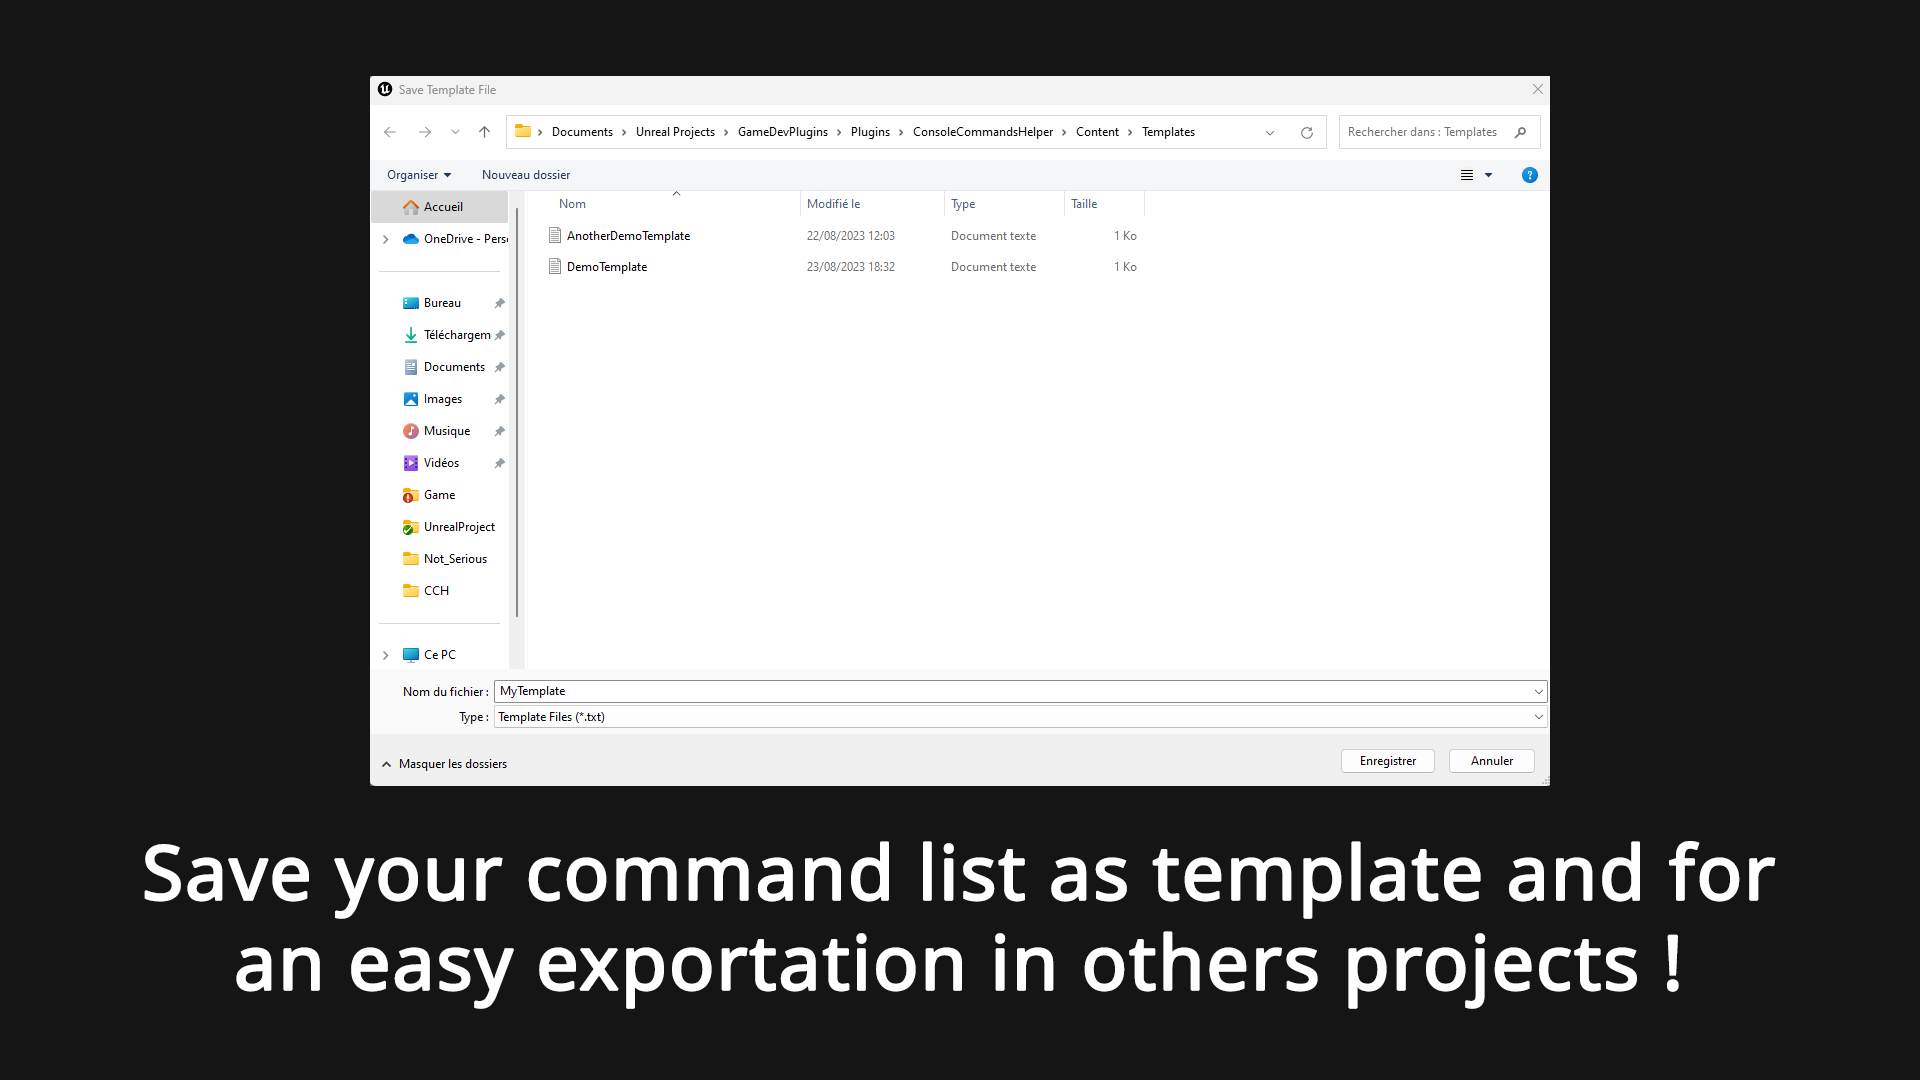 Save Template File
Documents > Unreal Projects > GameDevPlugins > Plugins > ConsoleCommandsHelper > Content > Templates
Rechercher dans : Templates
Organiser
Nouveau dossier
Accueil
OneDrive - Pers
Bureau
Téléchargem
Documents
Images
Musique
Vidéos
Game
UnrealProject
Not_Serious
CCH
Ce PC
Nom Modifié le Type Taille
AnotherDemoTemplate 22/08/2023 12:03 Document texte 1 Ko
DemoTemplate 23/08/2023 18:32 Document texte 1 Ko
Nom du fichier : MyTemplate
Type : Template Files (*.txt)
Masquer les dossiers
Enregistrer
Annuler
Save your command list as template and for
an easy exportation in others projects !